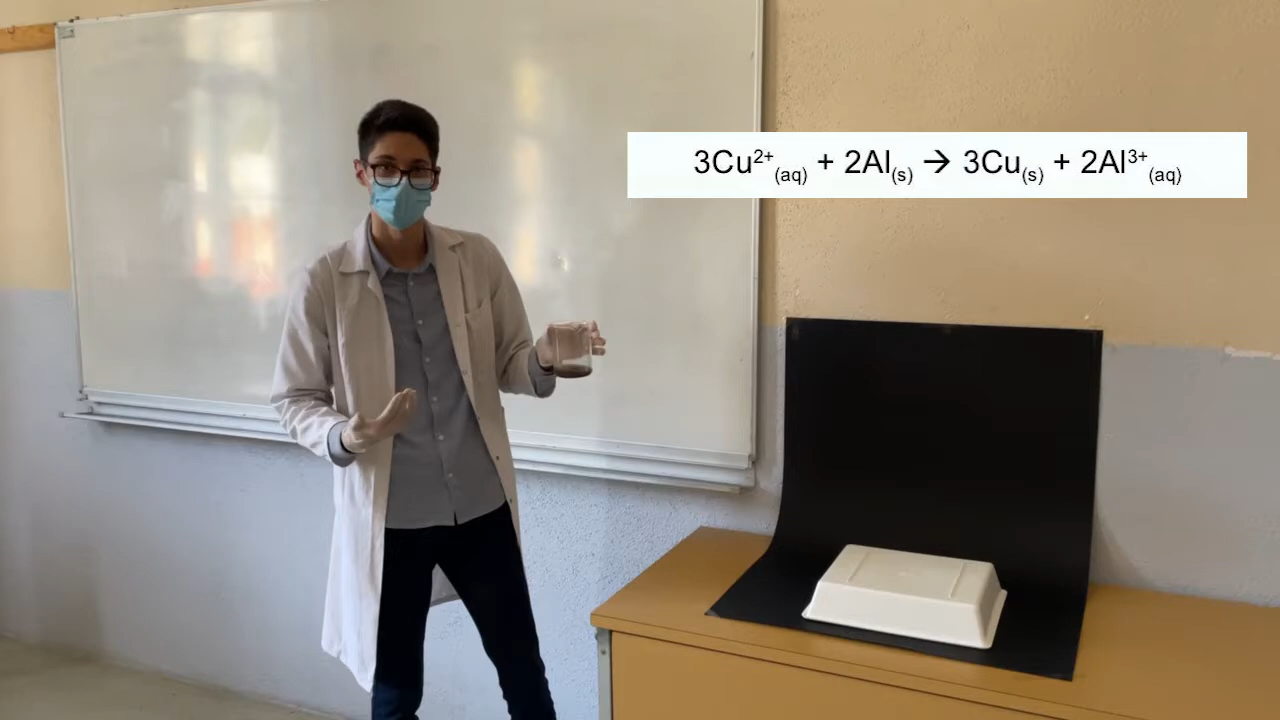 3Cu²⁺(aq) + 2Al(s) → 3Cu(s) + 2Al³⁺(aq)